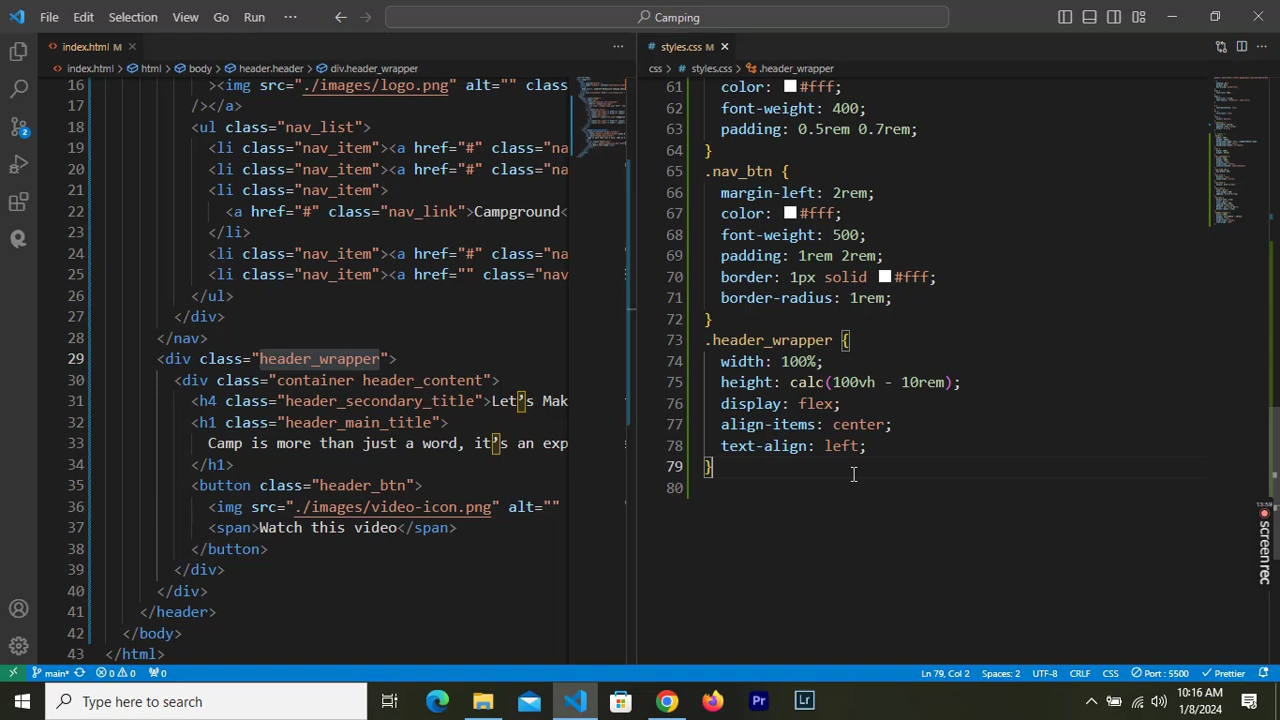 File Edit Selection View Go Run ··· Camping
index.html M
index.html > html > body > header.header > div.header_wrapper
16 ><img src="./images/logo.png" alt="" class
17 /></a>
18 <ul class="nav_list">
19 <li class="nav_item"><a href="#" class="na
20 <li class="nav_item"><a href="#" class="na
21 <li class="nav_item">
22 <a href="#" class="nav_link">Campground<
23 </li>
24 <li class="nav_item"><a href="#" class="na
25 <li class="nav_item"><a href="" class="nav
26 </ul>
27 </div>
28 </nav>
29 <div class="header_wrapper">
30 <div class="container header_content">
31 <h4 class="header_secondary_title">Let’s Mak
32 <h1 class="header_main_title">
33 Camp is more than just a word, it’s an exp
34 </h1>
35 <button class="header_btn">
36 <img src="./images/video-icon.png" alt=""
37 <span>Watch this video</span>
38 </button>
39 </div>
40 </div>
41 </header>
42 </body>
43 </html>
styles.css M
css > styles.css > .header_wrapper
61 color: #fff;
62 font-weight: 400;
63 padding: 0.5rem 0.7rem;
64 }
65 .nav_btn {
66 margin-left: 2rem;
67 color: #fff;
68 font-weight: 500;
69 padding: 1rem 2rem;
70 border: 1px solid #fff;
71 border-radius: 1rem;
72 }
73 .header_wrapper {
74 width: 100%;
75 height: calc(100vh - 10rem);
76 display: flex;
77 align-items: center;
78 text-align: left;
79 }
80
13:58
screen rec
2
main* 0 0 0 Ln 79, Col 2 Spaces: 2 UTF-8 CRLF CSS Port : 5500 Prettier
Type here to search
Pr
Lr
10:16 AM
1/8/2024